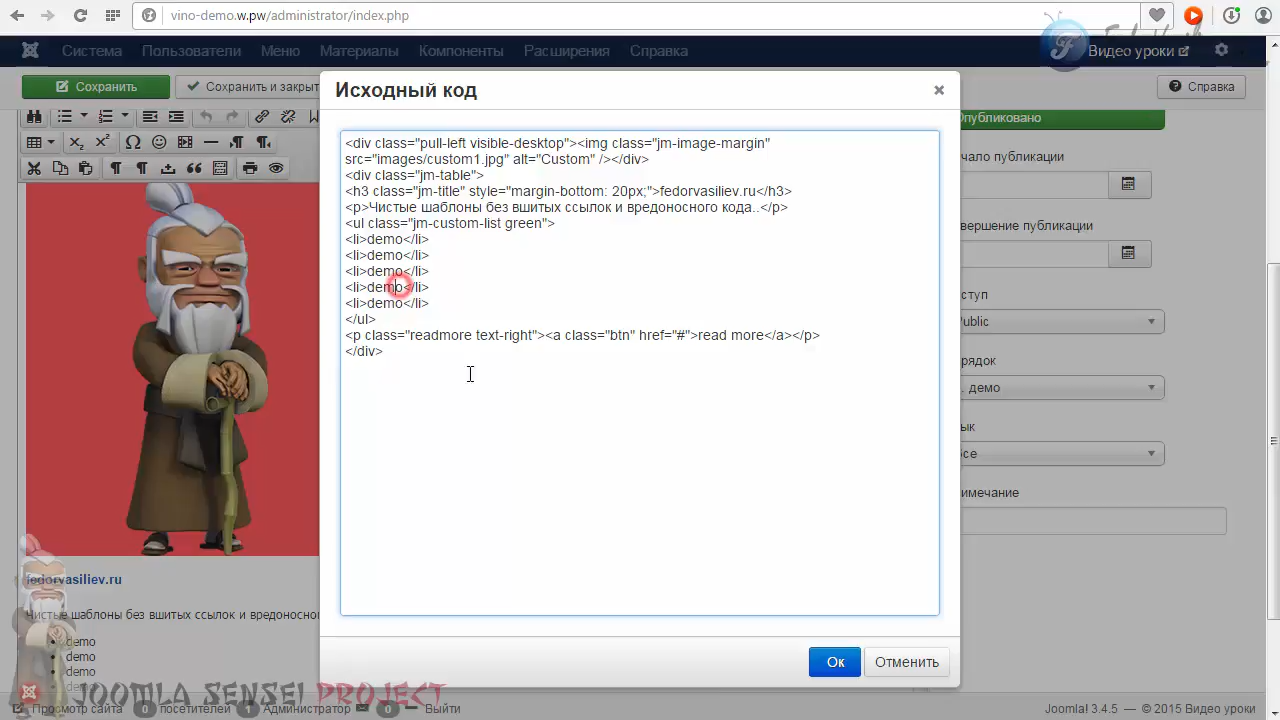 vino-demo.w.pw/administrator/index.php
Система Пользователи Меню Материалы Компоненты Расширения Справка Видео уроки
Сохранить Сохранить и закрыт Справка
Исходный код ×
<div class="pull-left visible-desktop"><img class="jm-image-margin"
src="images/custom1.jpg" alt="Custom" /></div>
<div class="jm-table">
<h3 class="jm-title" style="margin-bottom: 20px;">fedorvasiliev.ru</h3>
<p>Чистые шаблоны без вшитых ссылок и вредоносного кода..</p>
<ul class="jm-custom-list green">
<li>demo</li>
<li>demo</li>
<li>demo</li>
<li>demo</li>
<li>demo</li>
</ul>
<p class="readmore text-right"><a class="btn" href="#">read more</a></p>
</div>
Ок Отменить
публиковано
чало публикации
вершение публикации
ступ
Public
рядок
. демо
ык
се
имечание
fedorvasiliev.ru
Чистые шаблоны без вшитых ссылок и вредоносног
demo
demo
demo
demo
JOOMLA SENSEI PROJECT
Просмотр сайта 0 посетителей 1 Администратор 0 Выйти
Joomla! 3.4.5 — © 2015 Видео уроки